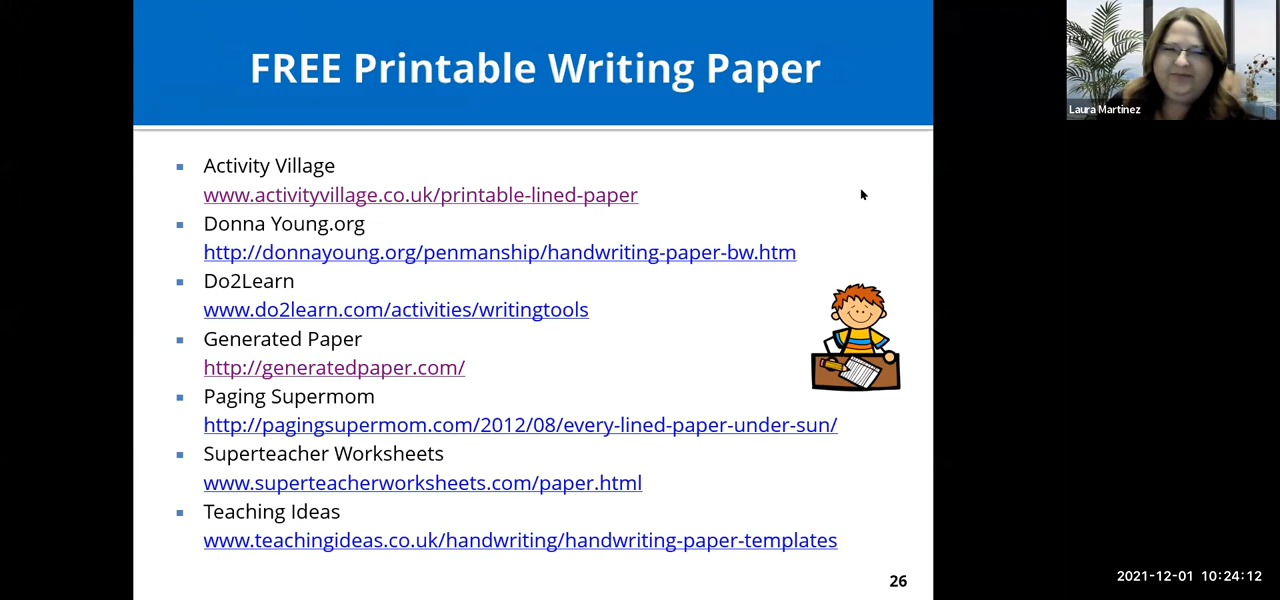 FREE Printable Writing Paper
Laura Martinez
Activity Village
www.activityvillage.co.uk/printable-lined-paper
Donna Young.org
http://donnayoung.org/penmanship/handwriting-paper-bw.htm
Do2Learn
www.do2learn.com/activities/writingtools
Generated Paper
http://generatedpaper.com/
Paging Supermom
http://pagingsupermom.com/2012/08/every-lined-paper-under-sun/
Superteacher Worksheets
www.superteacherworksheets.com/paper.html
Teaching Ideas
www.teachingideas.co.uk/handwriting/handwriting-paper-templates
26
2021-12-01 10:24:12